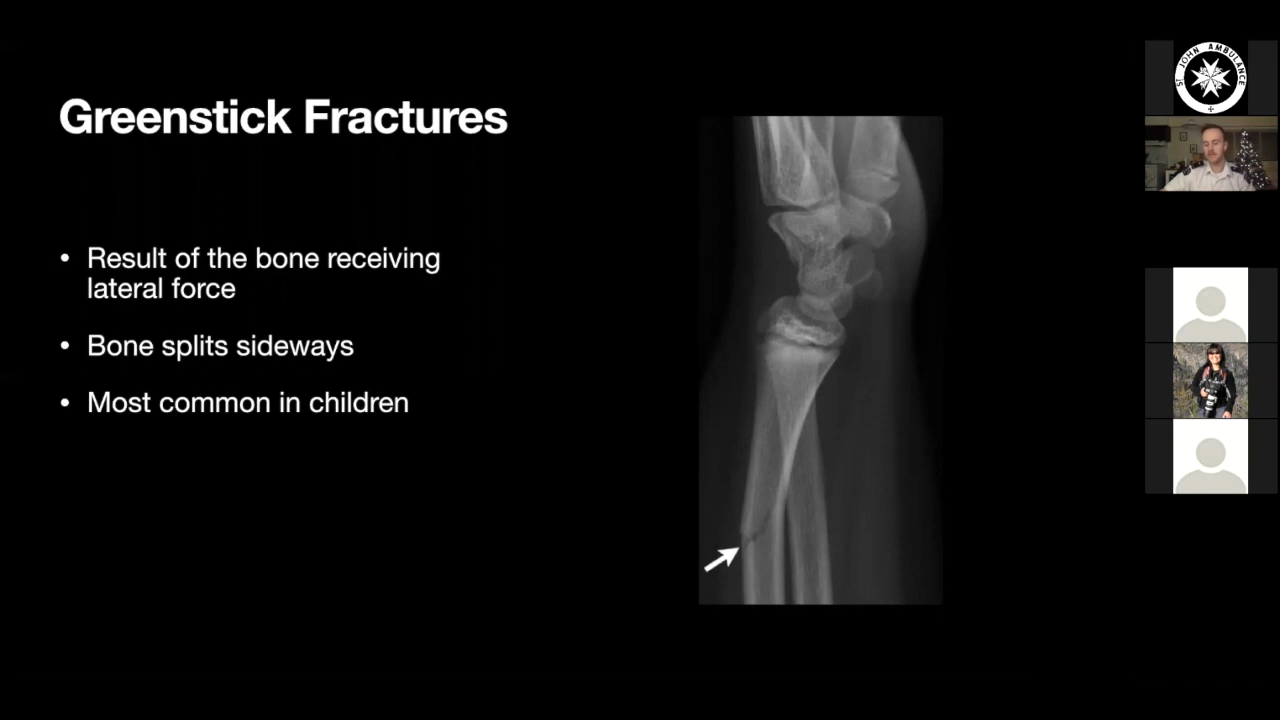 Greenstick Fractures
• Result of the bone receiving
lateral force
• Bone splits sideways
• Most common in children
ST JOHN AMBULANCE